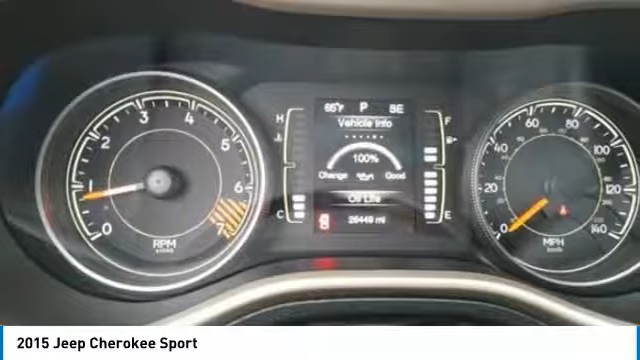 65°F P SE
Vehicle Info
100%
Change Good
Oil Life
26449 mi
H F
C E
0 1 2 3 4 5 6 7
RPM
x1000
0 20 40 60 80 100 120 140
MPH
km/h
2015 Jeep Cherokee Sport